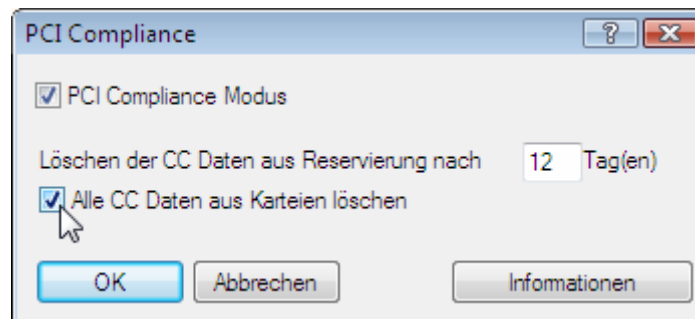 PCI Compliance
PCI Compliance Modus
Löschen der CC Daten aus Reservierung nach 12 Tag(en)
Alle CC Daten aus Karteien löschen
OK Abbrechen Informationen